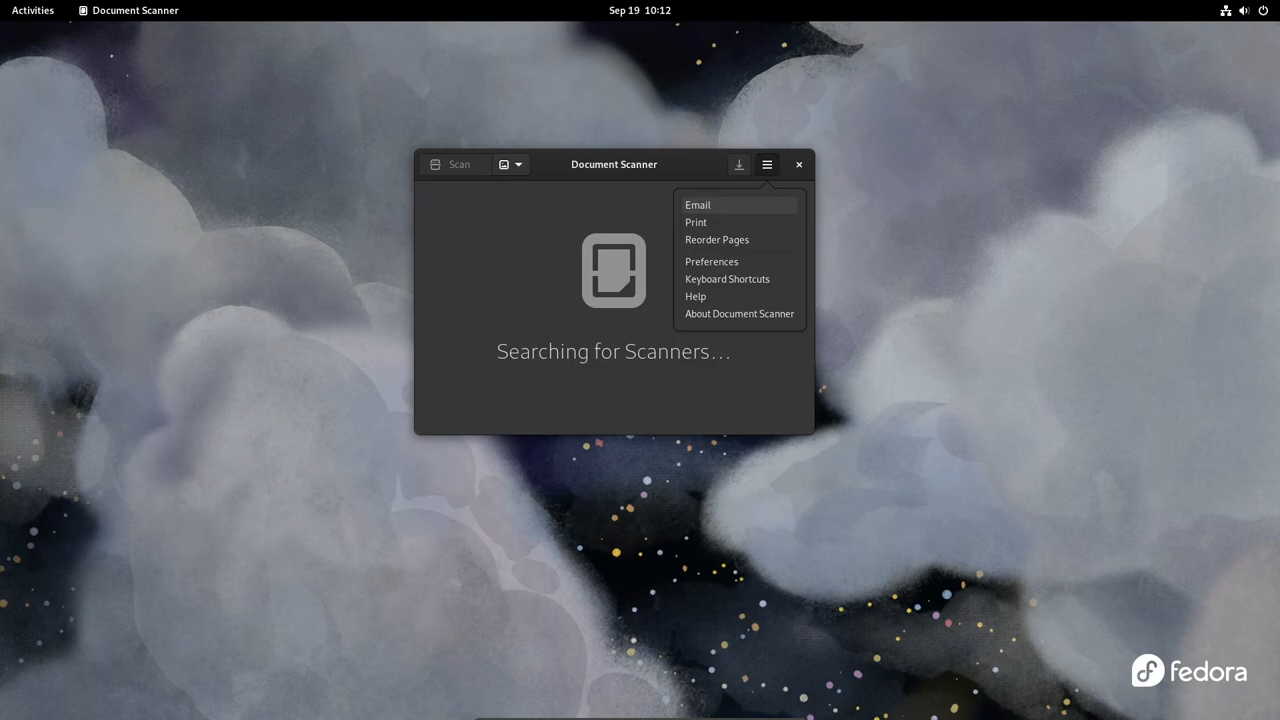 Activities
Document Scanner
Sep 19 10:12
Scan
Document Scanner
Email
Print
Reorder Pages
Preferences
Keyboard Shortcuts
Help
About Document Scanner
Searching for Scanners…
fedora